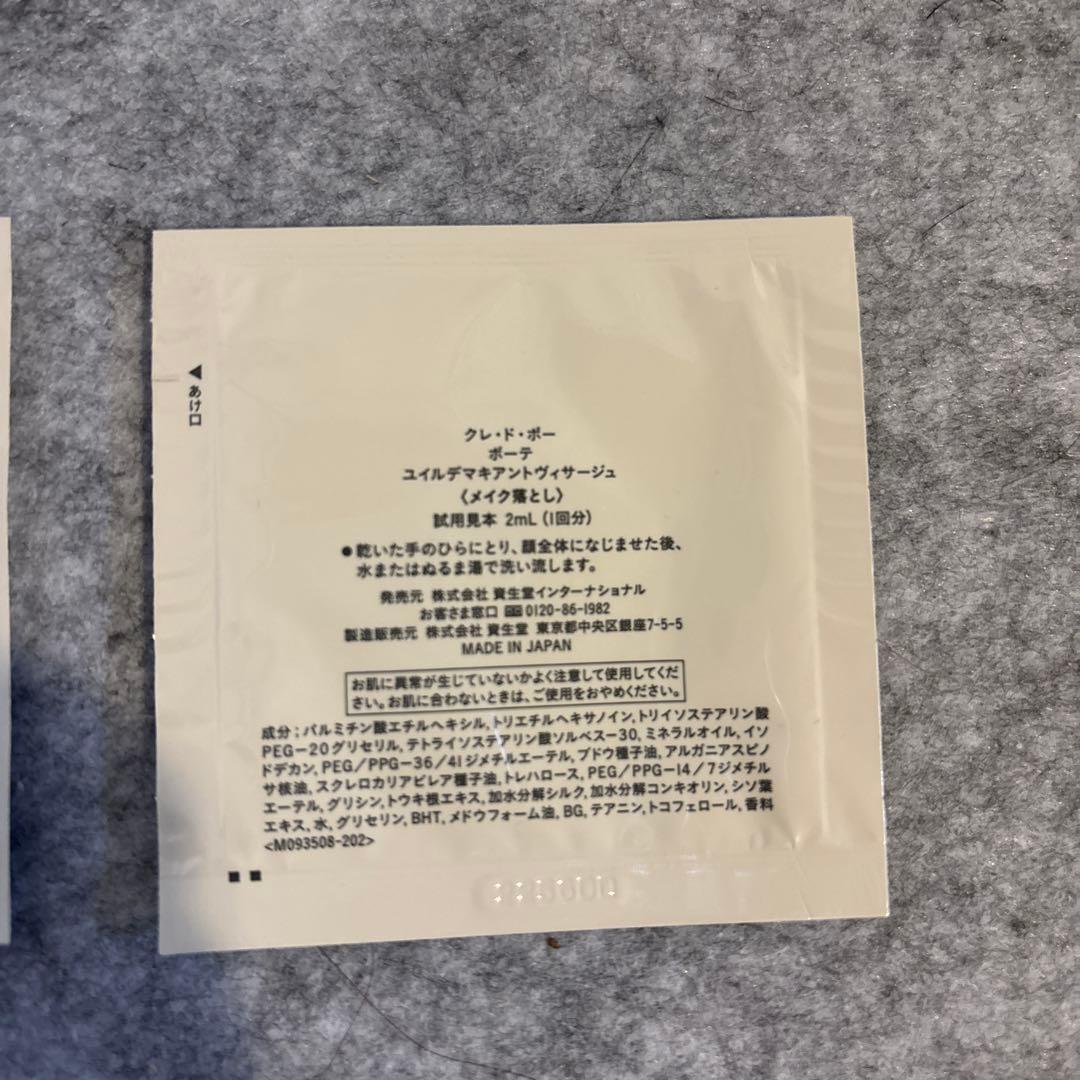 ◀あけ口
クレ・ド・ポー
ボーテ
ユイルデマキアントヴィサージュ
〈メイク落とし〉
試用見本 2mL (1回分)
●乾いた手のひらにとり、顔全体になじませた後、
水またはぬるま湯で洗い流します。
発売元 株式会社 資生堂インターナショナル
お客さま窓口 0120-86-1982
製造販売元 株式会社 資生堂 東京都中央区銀座7-5-5
MADE IN JAPAN
お肌に異常が生じていないかよく注意して使用してくだ
さい。お肌に合わないときは、ご使用をおやめください。
成分:パルミチン酸エチルヘキシル,トリエチルヘキサノイン,トリイソステアリン酸
PEG-20グリセリル,テトライソステアリン酸ソルベス-30,ミネラルオイル,イソ
ドデカン,PEG/PPG-36/41ジメチルエーテル,ブドウ種子油,アルガニアスピノ
サ核油,スクレロカリアビレア種子油,トレハロース,PEG/PPG-14/7ジメチル
エーテル,グリシン,トウキ根エキス,加水分解シルク,加水分解コンキオリン,シソ葉
エキス,水,グリセリン,BHT,メドウフォーム油,BG,テアニン,トコフェロール,香料
<M093508-202>